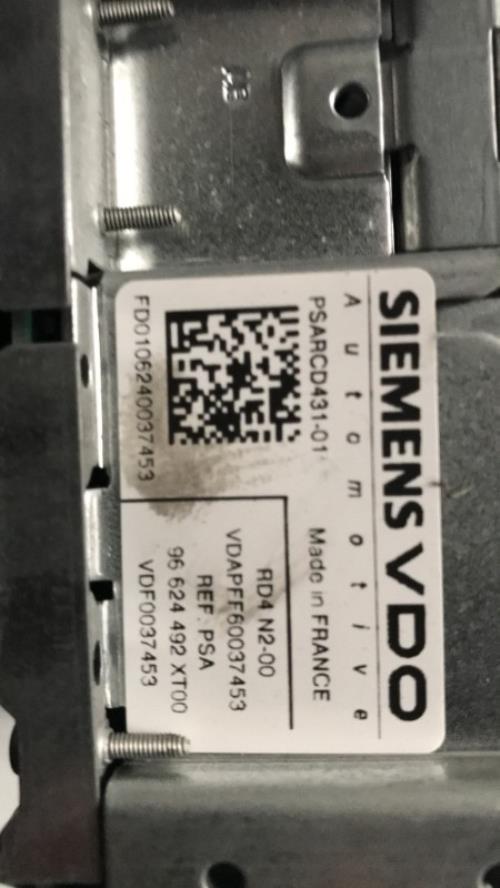 SIEMENS VDO
Automotive
PSARCD431-01
Made in FRANCE
FD01062400037453
RD4 N2-00
VDAPFF60037453
REF: PSA
96 624 492 XT00
VDF0037453